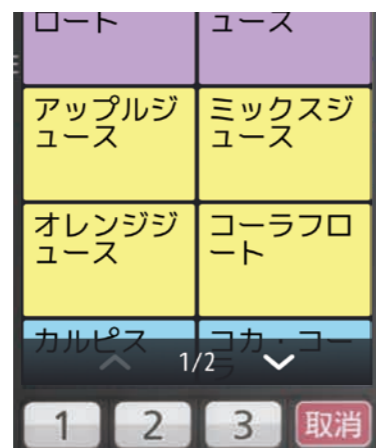 ロート
ュース
アップルジ
ュース
ミックスジ
ュース
オレンジジ
ュース
コーラフロ
ート
カルピス
コカ・コー
ラ
1/2
1
2
3
取消